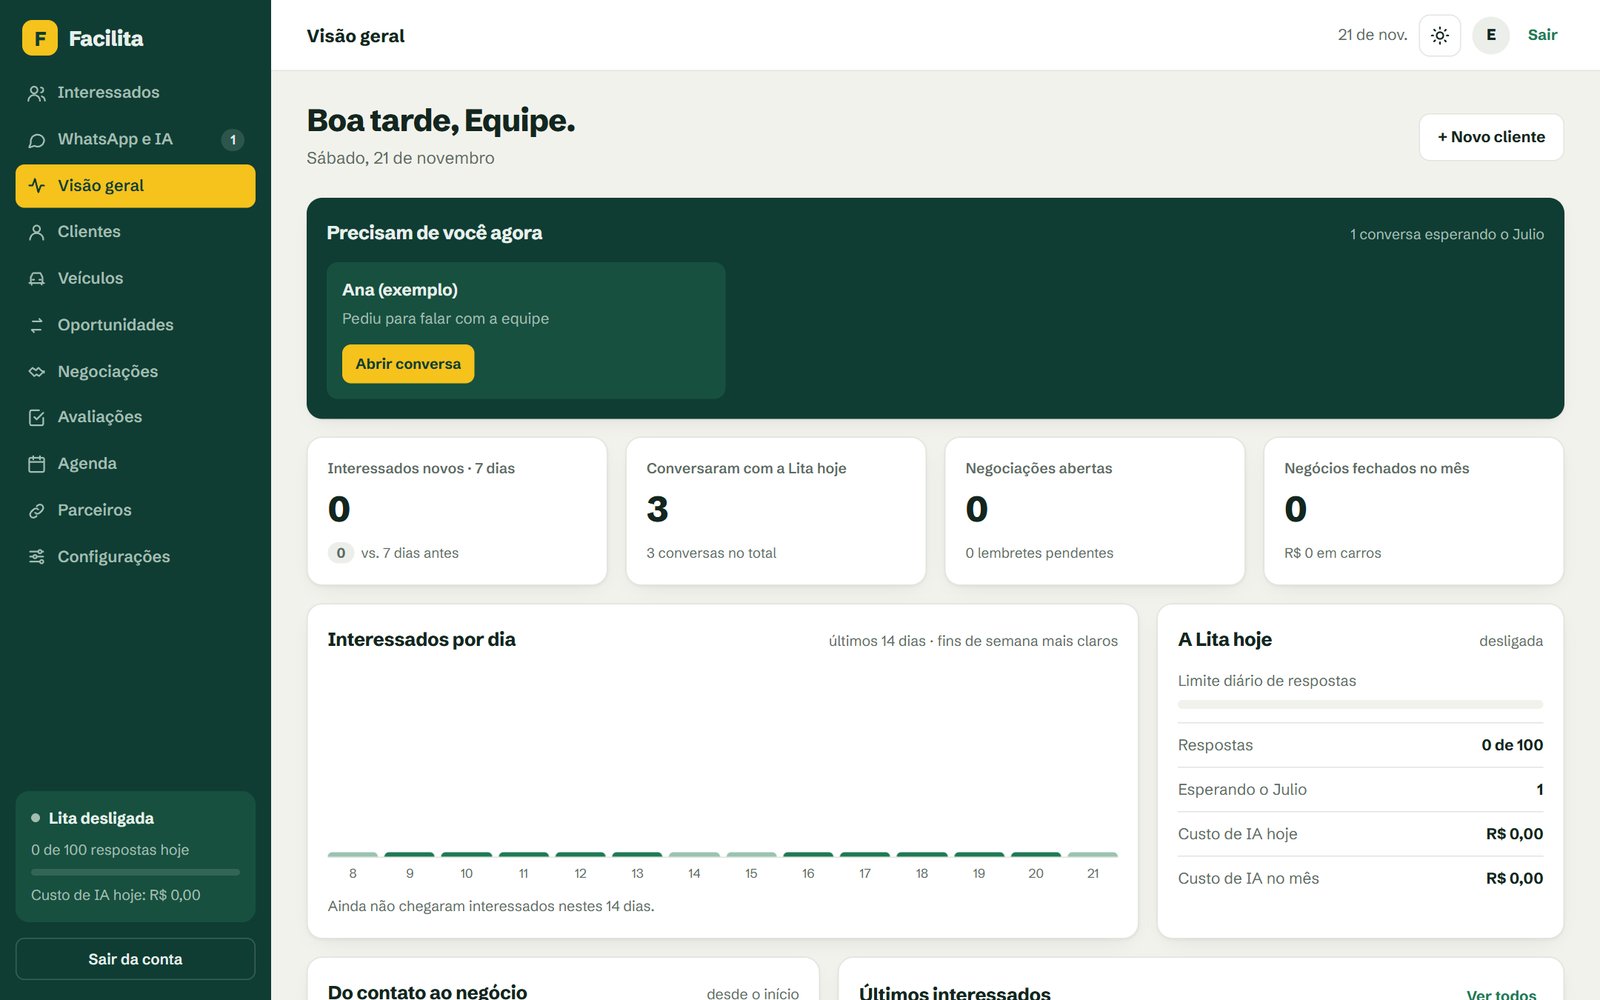 F Facilita
Interessados
WhatsApp e IA 1
Visão geral
Clientes
Veículos
Oportunidades
Negociações
Avaliações
Agenda
Parceiros
Configurações
Lita desligada
0 de 100 respostas hoje
Custo de IA hoje: R$ 0,00
Sair da conta
Visão geral
21 de nov.
E
Sair
Boa tarde, Equipe.
Sábado, 21 de novembro
+ Novo cliente
Precisam de você agora
1 conversa esperando o Julio
Ana (exemplo)
Pediu para falar com a equipe
Abrir conversa
Interessados novos · 7 dias
0
0 vs. 7 dias antes
Conversaram com a Lita hoje
3
3 conversas no total
Negociações abertas
0
0 lembretes pendentes
Negócios fechados no mês
0
R$ 0 em carros
Interessados por dia
últimos 14 dias · fins de semana mais claros
8 9 10 11 12 13 14 15 16 17 18 19 20 21
Ainda não chegaram interessados nestes 14 dias.
A Lita hoje
desligada
Limite diário de respostas
Respostas 0 de 100
Esperando o Julio 1
Custo de IA hoje R$ 0,00
Custo de IA no mês R$ 0,00
Do contato ao negócio
desde o início
Últimos interessados
Ver todos